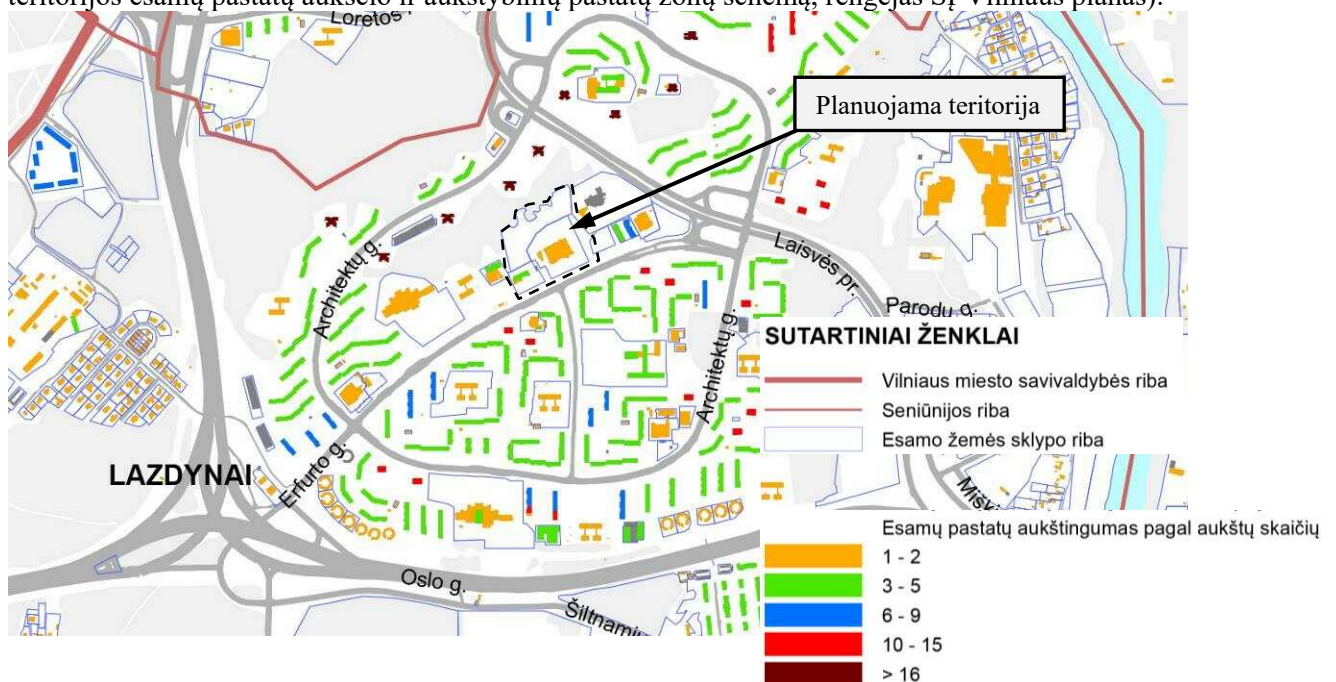 teritorijos esamų pastatų aukščio ir aukštybinių pastatų zonų schemą, rengėjas SĮ Vilniaus planas).
Loretos
Planuojama teritorija
Architektų g.
Laisvės pr.
Parodų g.
Architektų g.
SUTARTINIAI ŽENKLAI
Vilniaus miesto savivaldybės riba
Seniūnijos riba
Esamo žemės sklypo riba
LAZDYNAI
Erfurto g.
Oslo g.
Esamų pastatų aukštingumas pagal aukštų skaičių
1 - 2
3 - 5
6 - 9
10 - 15
> 16